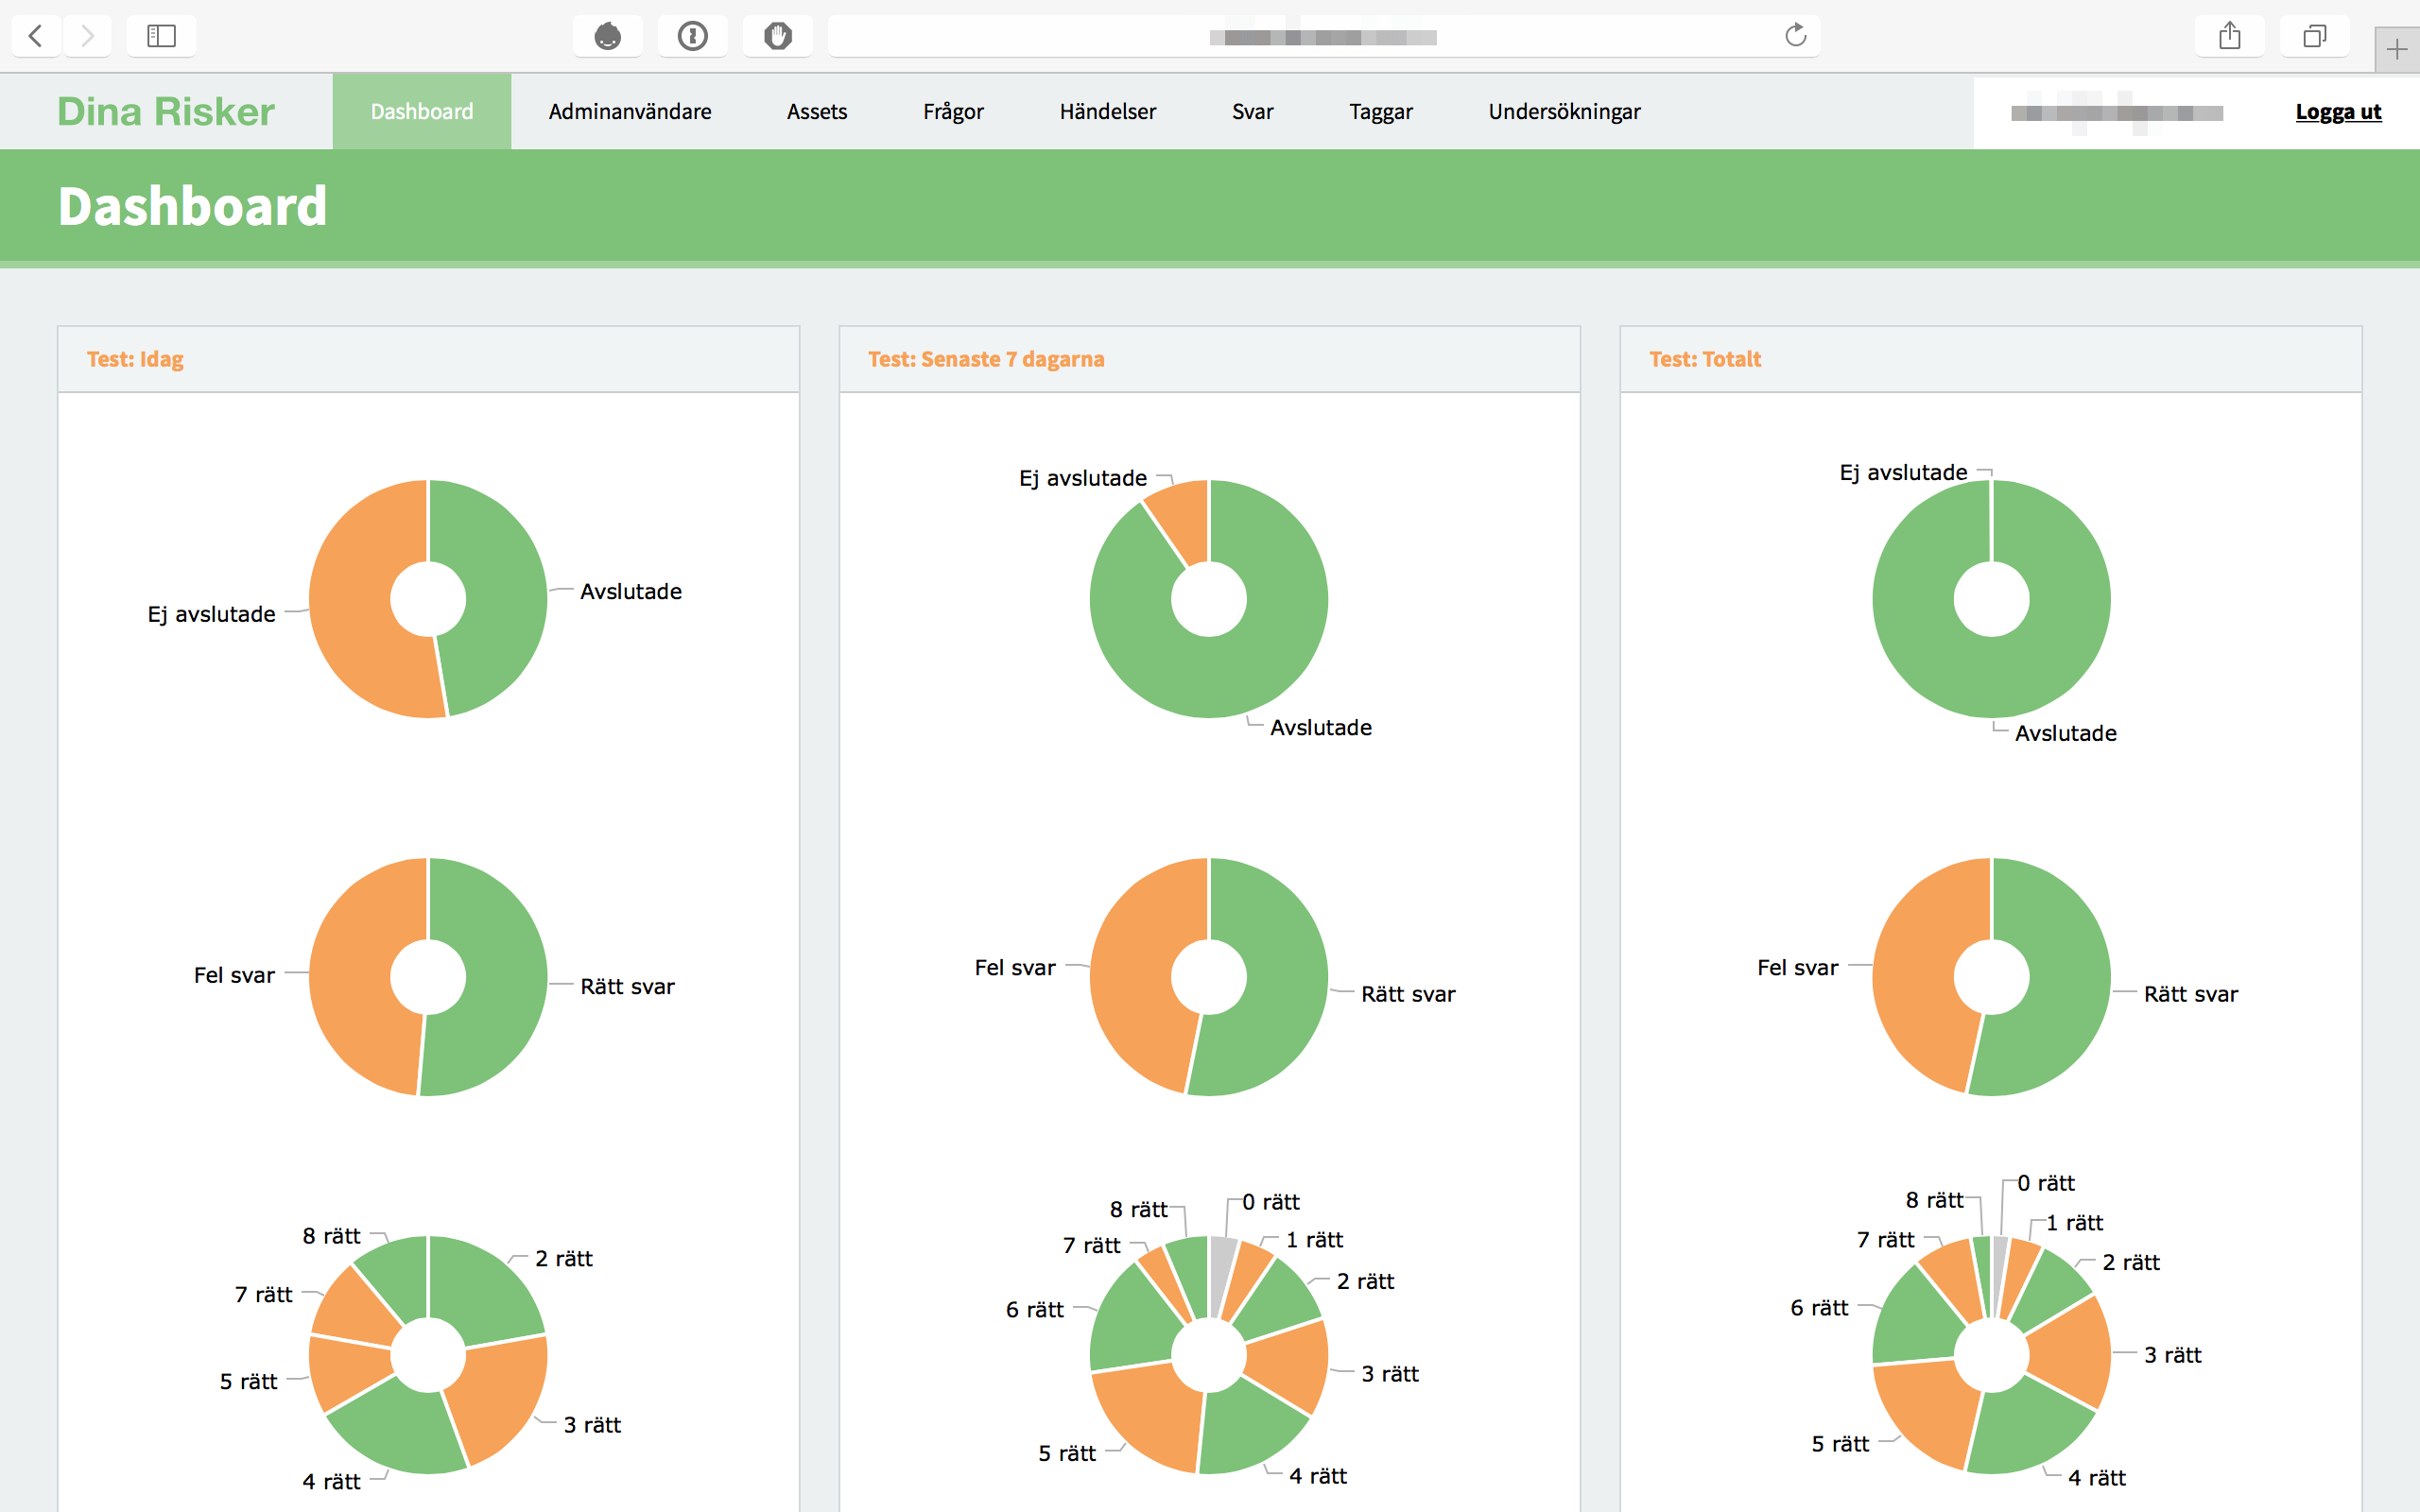 Dina Risker
Dashboard
Adminanvändare
Assets
Frågor
Händelser
Svar
Taggar
Undersökningar
Logga ut
Dashboard
Test: Idag
Ej avslutade
Avslutade
Fel svar
Rätt svar
8 rätt
2 rätt
7 rätt
5 rätt
3 rätt
4 rätt
Test: Senaste 7 dagarna
Ej avslutade
Avslutade
Fel svar
Rätt svar
8 rätt
0 rätt
7 rätt
1 rätt
2 rätt
6 rätt
3 rätt
5 rätt
4 rätt
Test: Totalt
Ej avslutade
Avslutade
Fel svar
Rätt svar
8 rätt
0 rätt
7 rätt
1 rätt
2 rätt
6 rätt
3 rätt
5 rätt
4 rätt